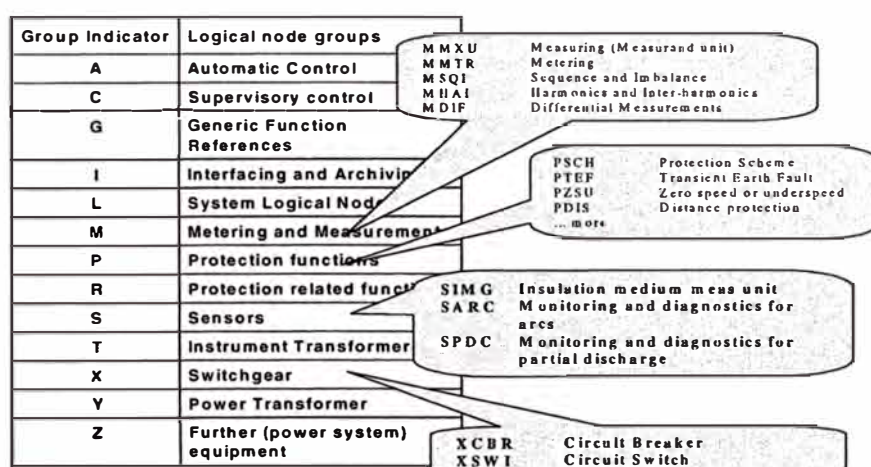 Group Indicator Logical node groups
A Automatic Control
C Supervisory control
G Generic Function
References
I Interfacing and Archivin
L System Logical Node
M Metering and Measurement
P Protection functions
R Protection related functi
S Sensors
T Instrument Transformer
X Switchgear
Y Power Transformer
Z Further (power system)
equipment
MMXU Measuring (Measurand unit)
MMTR Metering
MSQI Sequence and Imbalance
MHAI Harmonics and Inter-harmonics
MDIF Differential Measurements
PSCH Protection Scheme
PTEF Transient Earth Fault
PZSU Zero speed or underspeed
PDIS Distance protection
... more
SIMG Insulation medium meas unit
SARC Monitoring and diagnostics for
arcs
SPDC Monitoring and diagnostics for
partial discharge
XCBR Circuit Breaker
XSWI Circuit Switch